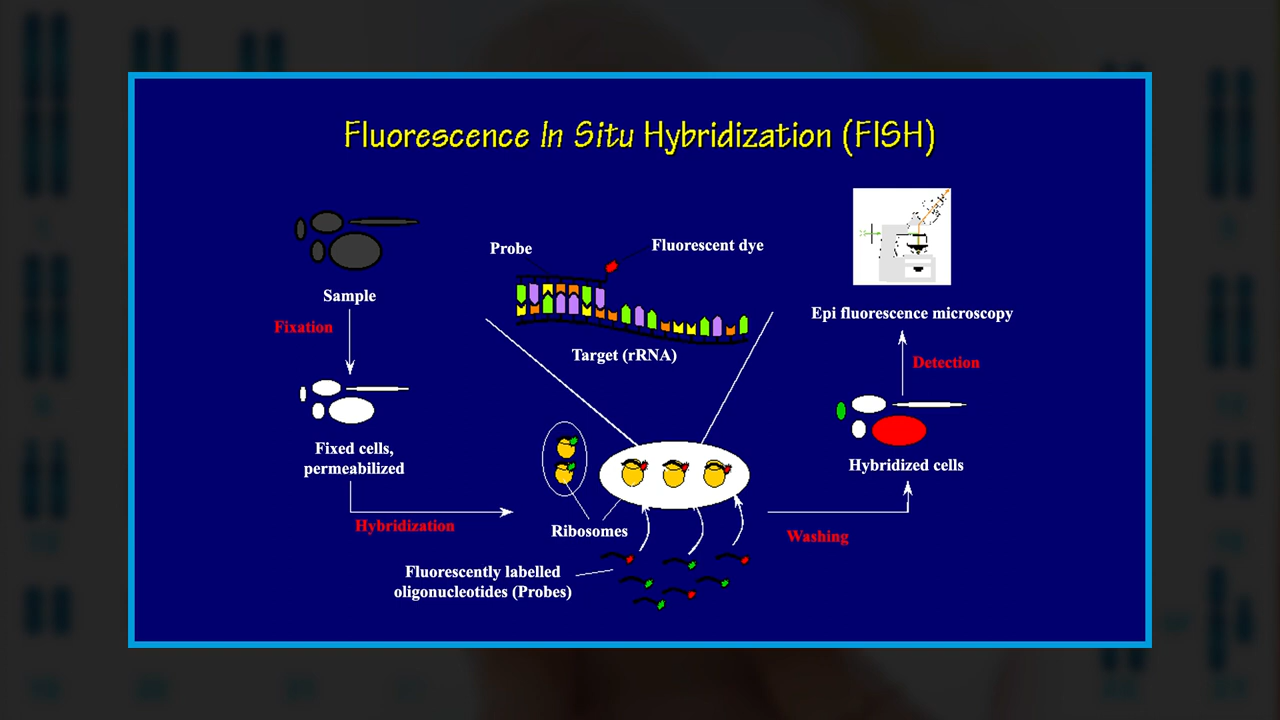 Fluorescence In Situ Hybridization (FISH)
Sample
Fixation
Fixed cells,
permeabilized
Hybridization
Probe
Fluorescent dye
Target (rRNA)
Ribosomes
Fluorescently labelled
oligonucleotides (Probes)
Washing
Hybridized cells
Detection
Epi fluorescence microscopy